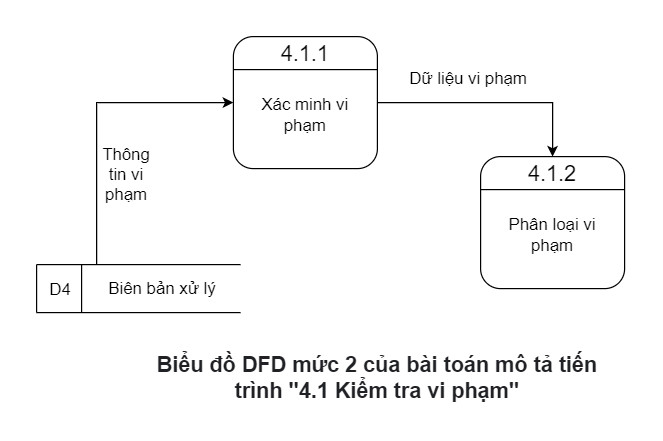 4.1.1
Xác minh vi
phạm
Dữ liệu vi phạm
Thông
tin vi
phạm
4.1.2
Phân loại vi
phạm
D4
Biên bản xử lý
Biểu đồ DFD mức 2 của bài toán mô tả tiến
trình "4.1 Kiểm tra vi phạm"